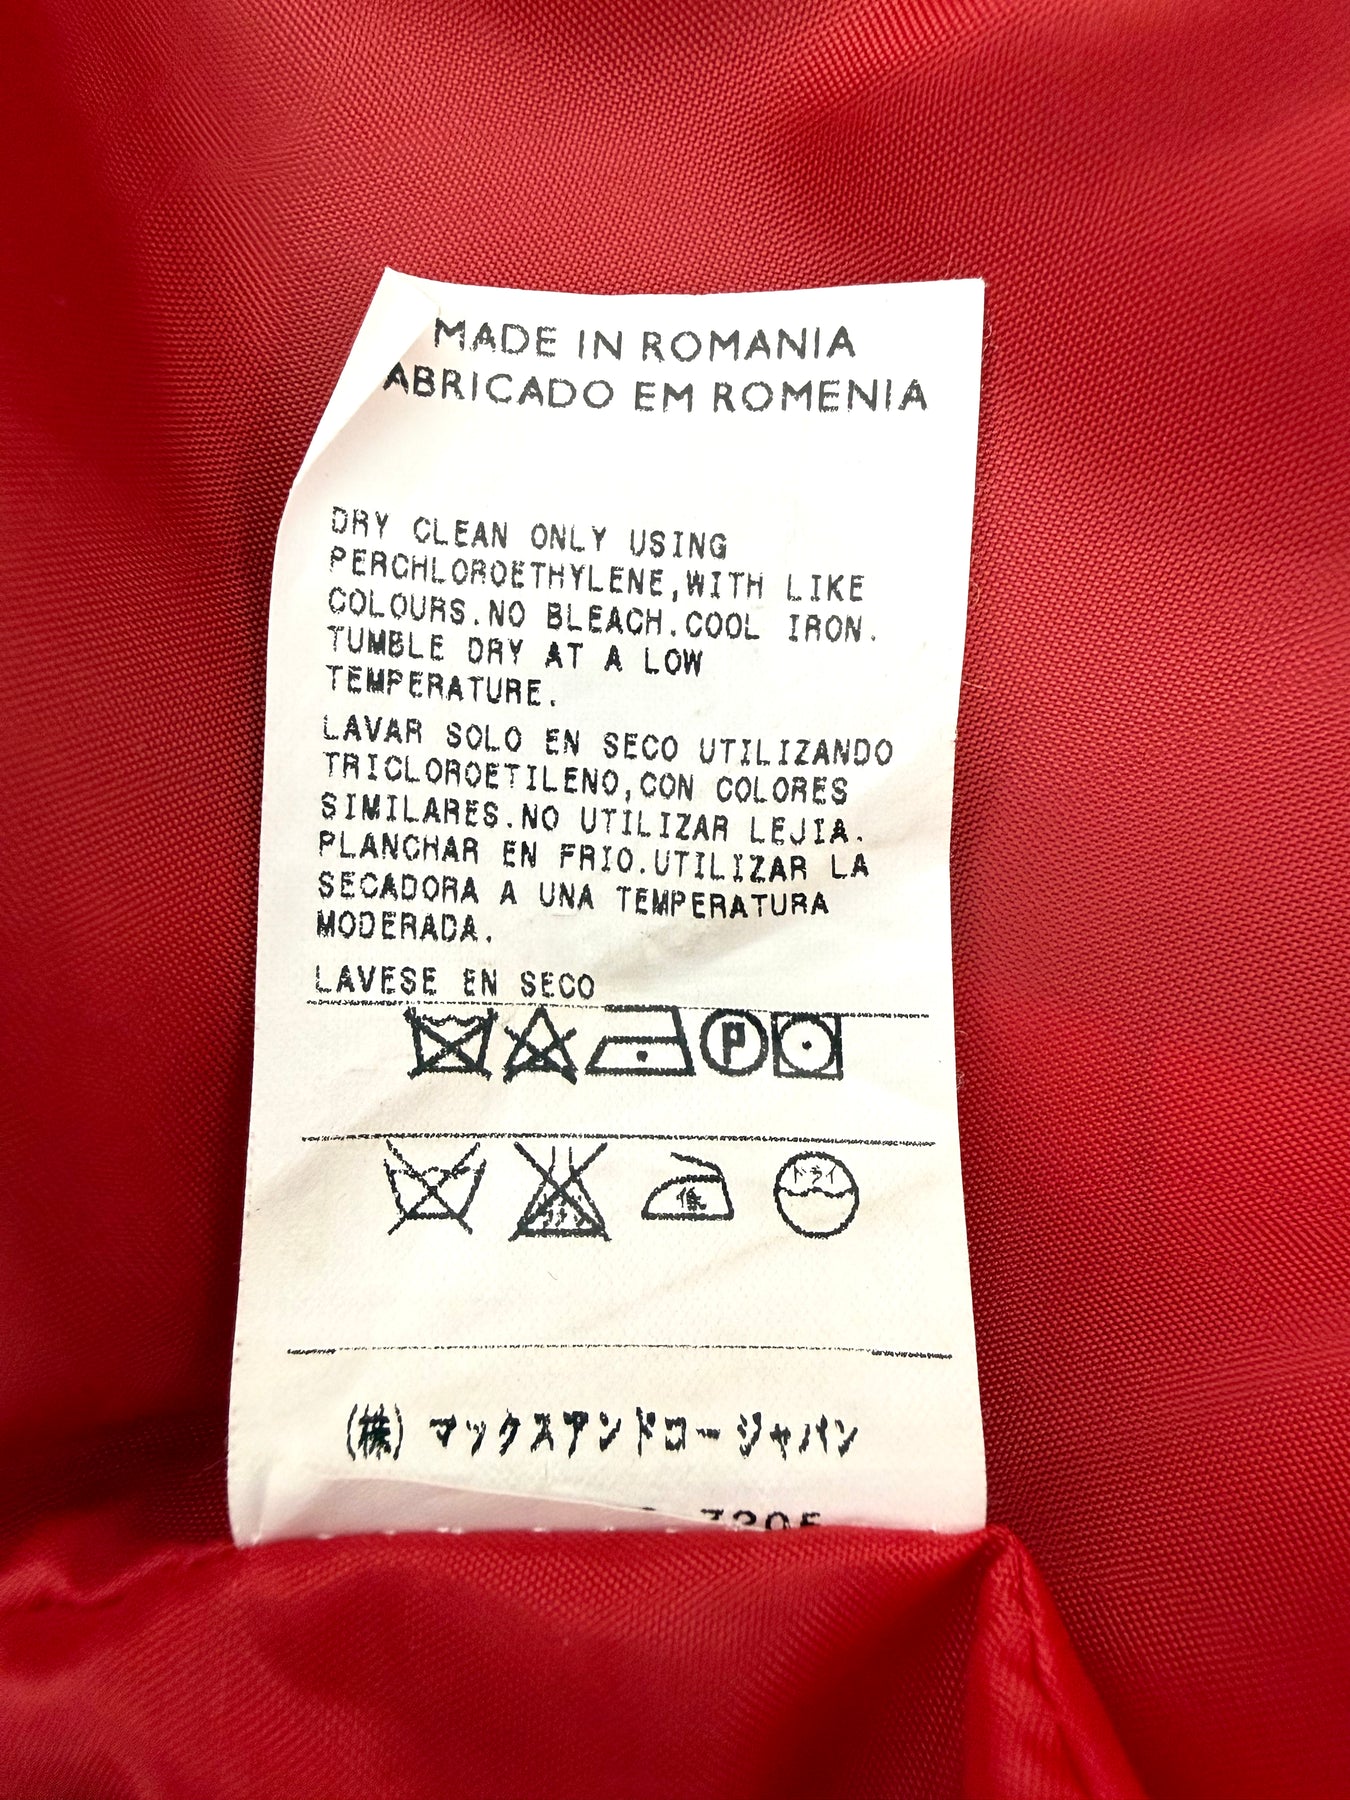 MADE IN ROMANIA
ABRICADO EM ROMENIA
DRY CLEAN ONLY USING
PERCHLOROETHYLENE,WITH LIKE
COLOURS.NO BLEACH.COOL IRON.
TUMBLE DRY AT A LOW
TEMPERATURE.
LAVAR SOLO EN SECO UTILIZANDO
TRICLOROETILENO,CON COLORES
SIMILARES.NO UTILIZAR LEJIA.
PLANCHAR EN FRIO.UTILIZAR LA
SECADORA A UNA TEMPERATURA
MODERADA.
LAVESE EN SECO
P
低 ドライ
(株) マックスアンドコージャパン